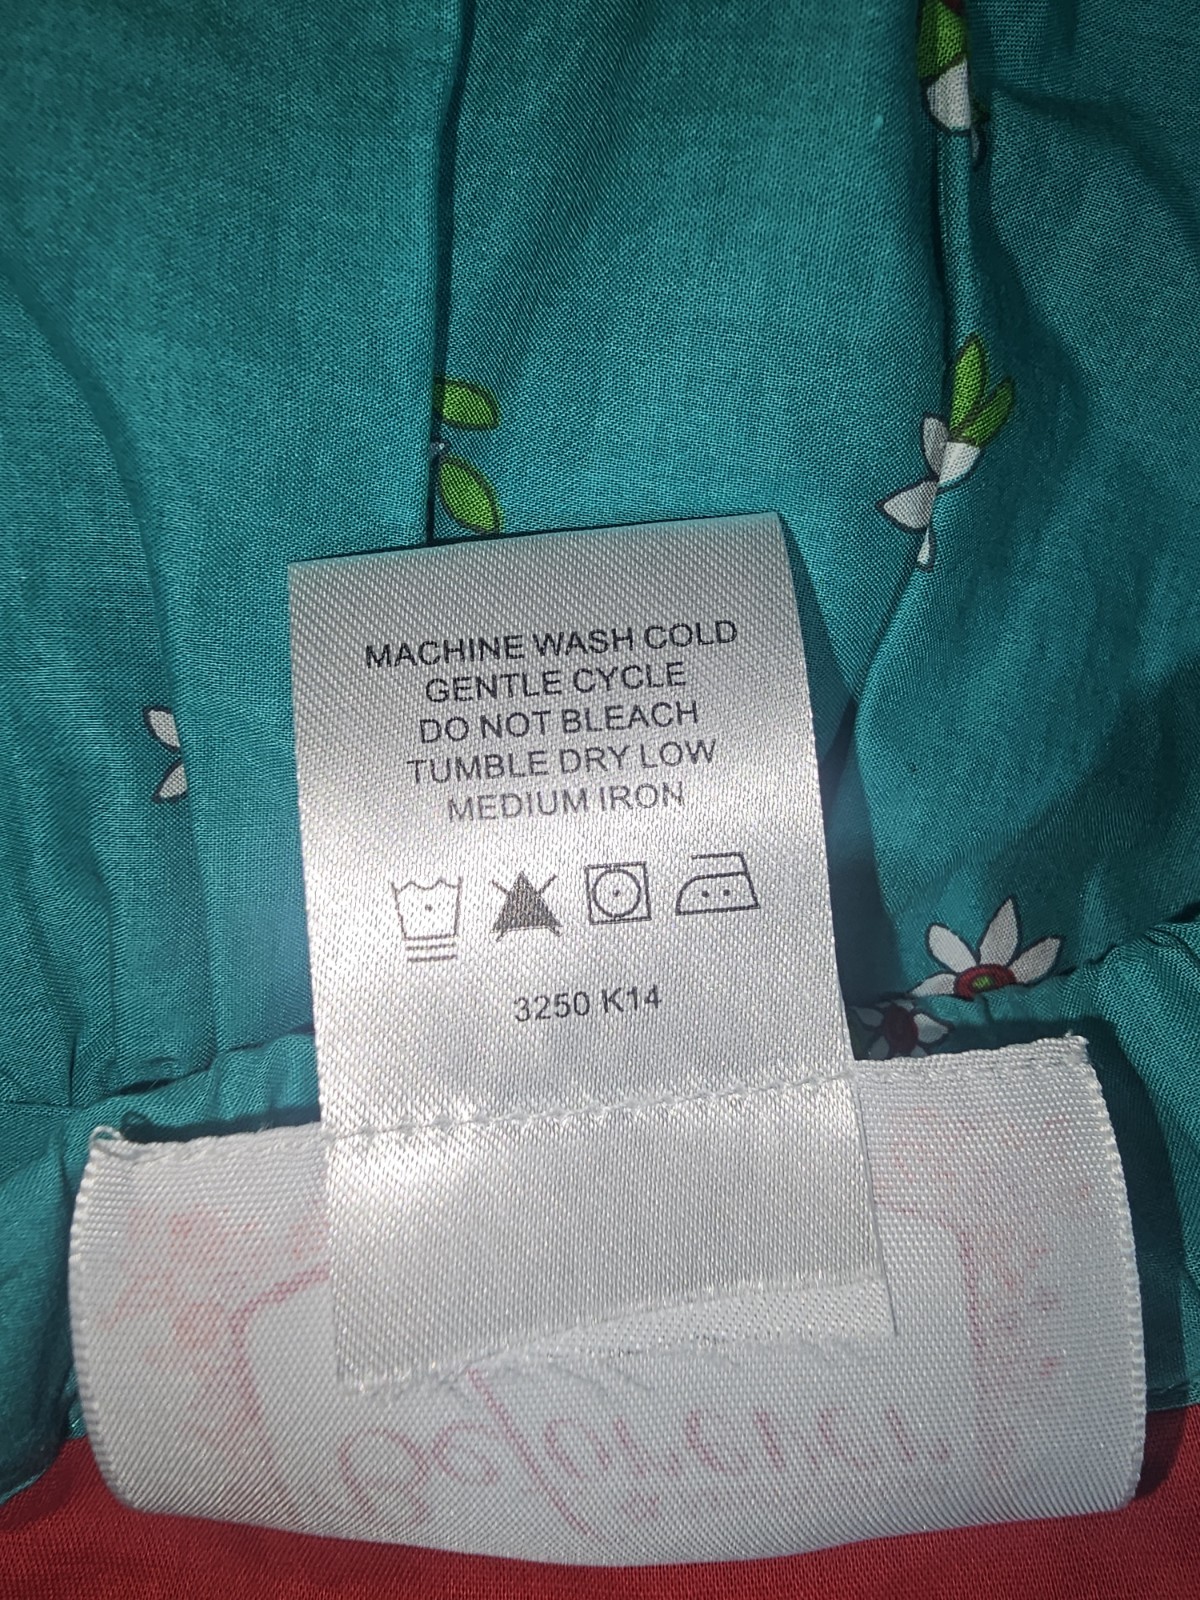 MACHINE WASH COLD
GENTLE CYCLE
DO NOT BLEACH
TUMBLE DRY LOW
MEDIUM IRON
3250 K14